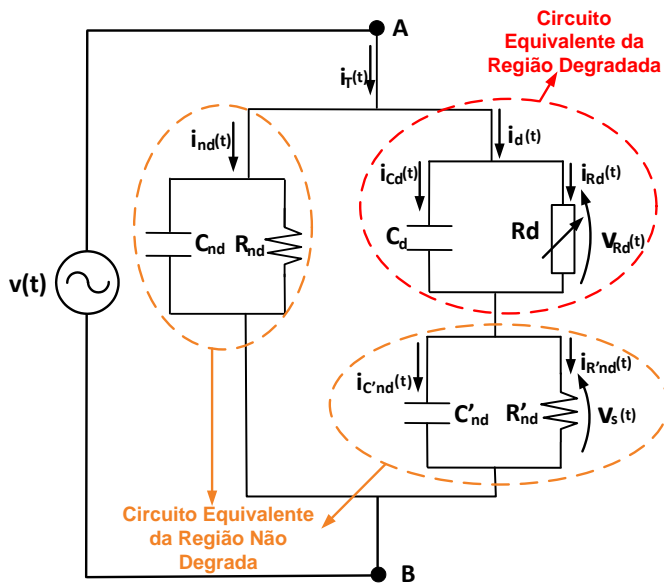 A
Circuito
Equivalente da
Região Degradada
iT(t)
ind(t)
id(t)
iCd(t)
iRd(t)
Cnd
Rnd
Cd
Rd
VRd(t)
v(t)
iC'nd(t)
iR'nd(t)
C'nd
R'nd
Vs(t)
Circuito Equivalente
da Região Não
Degrada
B